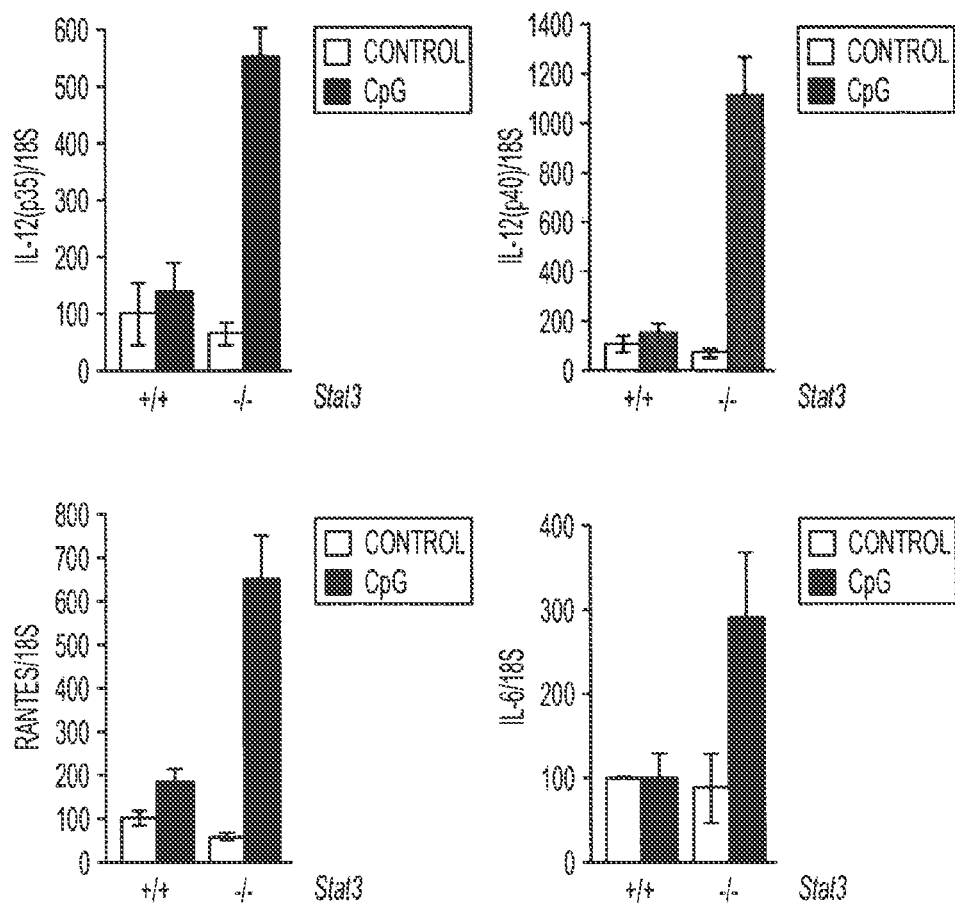 IL-12(p35)/18S
600
500
400
300
200
100
0
CONTROL
CpG
+/+
-/-
Stat3
IL-12(p40)/18S
1400
1200
1000
800
600
400
200
0
CONTROL
CpG
+/+
-/-
Stat3
RANTES/18S
800
700
600
500
400
300
200
100
0
CONTROL
CpG
+/+
-/-
Stat3
IL-6/18S
400
300
200
100
0
CONTROL
CpG
+/+
-/-
Stat3